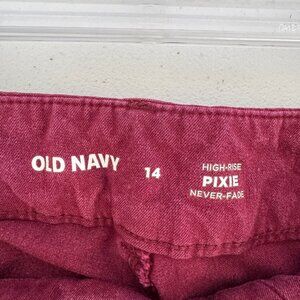 OLD NAVY
14
HIGH-RISE
PIXIE
NEVER-FADE